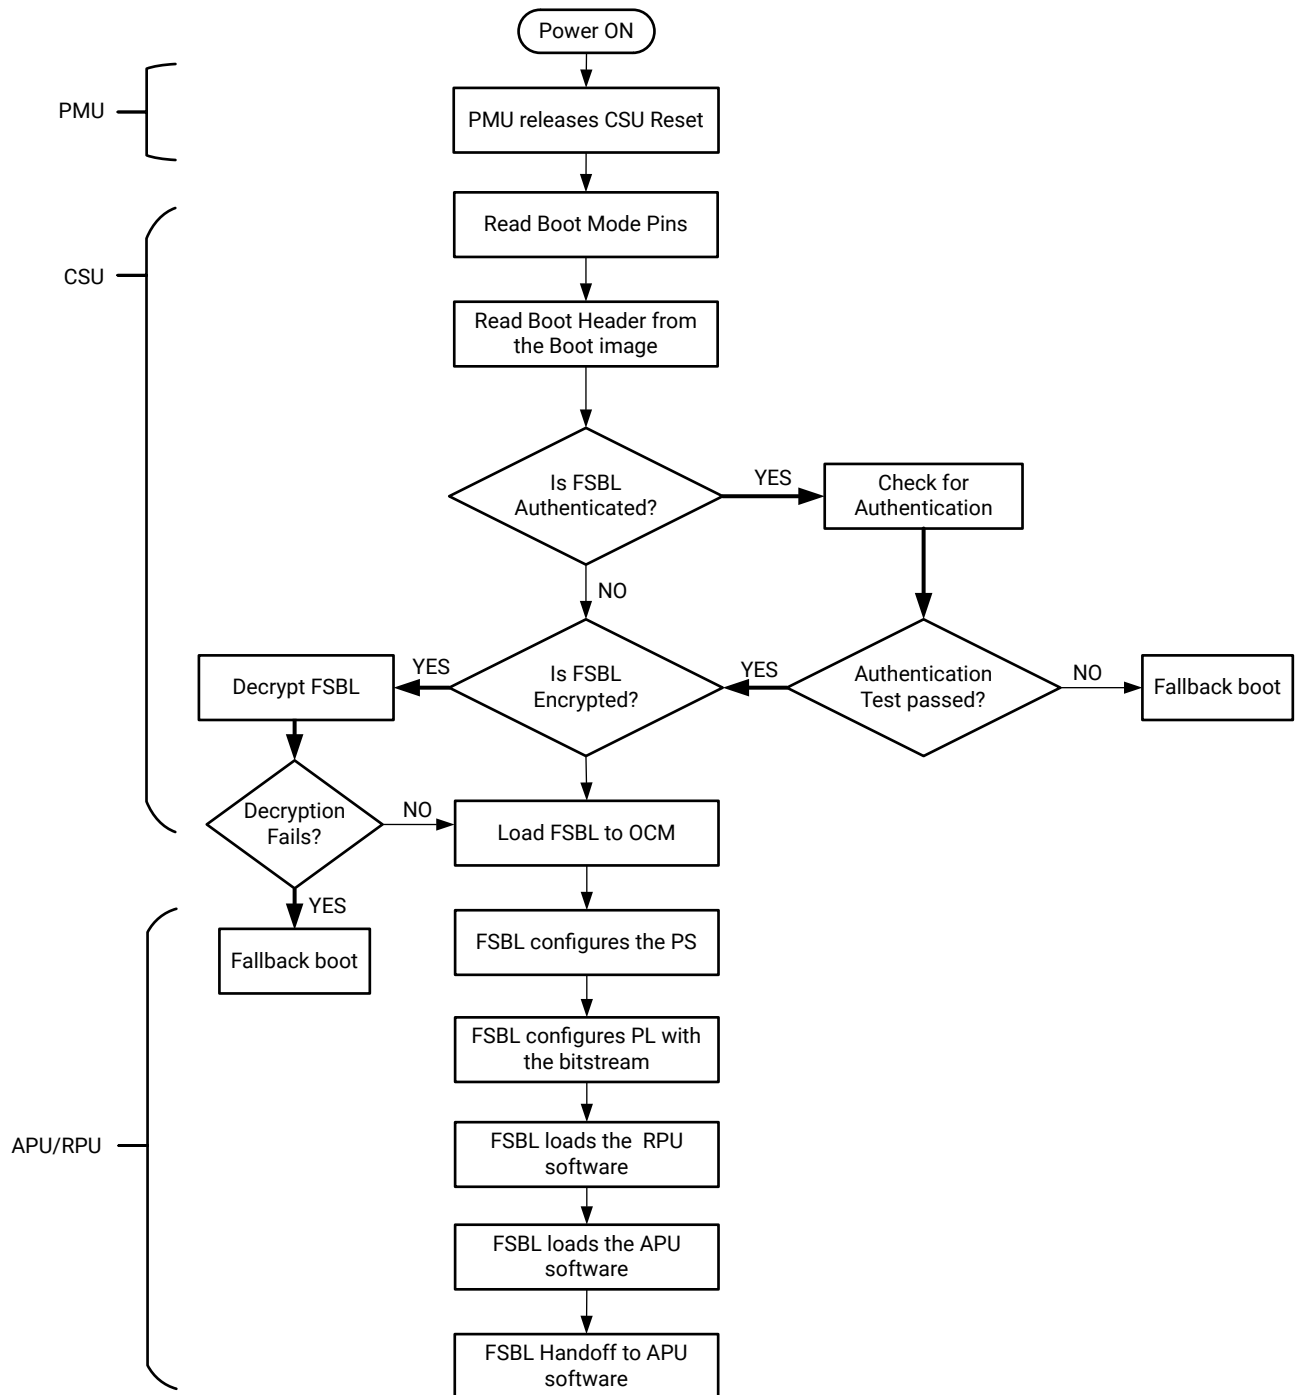 Power ON
PMU
PMU releases CSU Reset
Read Boot Mode Pins
CSU
Read Boot Header from
the Boot image
Is FSBL
Authenticated?
YES
Check for
Authentication
NO
Decrypt FSBL
YES
Is FSBL
Encrypted?
YES
Authentication
Test passed?
NO
Fallback boot
Decryption
Fails?
NO
Load FSBL to OCM
YES
Fallback boot
FSBL configures the PS
FSBL configures PL with
the bitstream
APU/RPU
FSBL loads the RPU
software
FSBL loads the APU
software
FSBL Handoff to APU
software